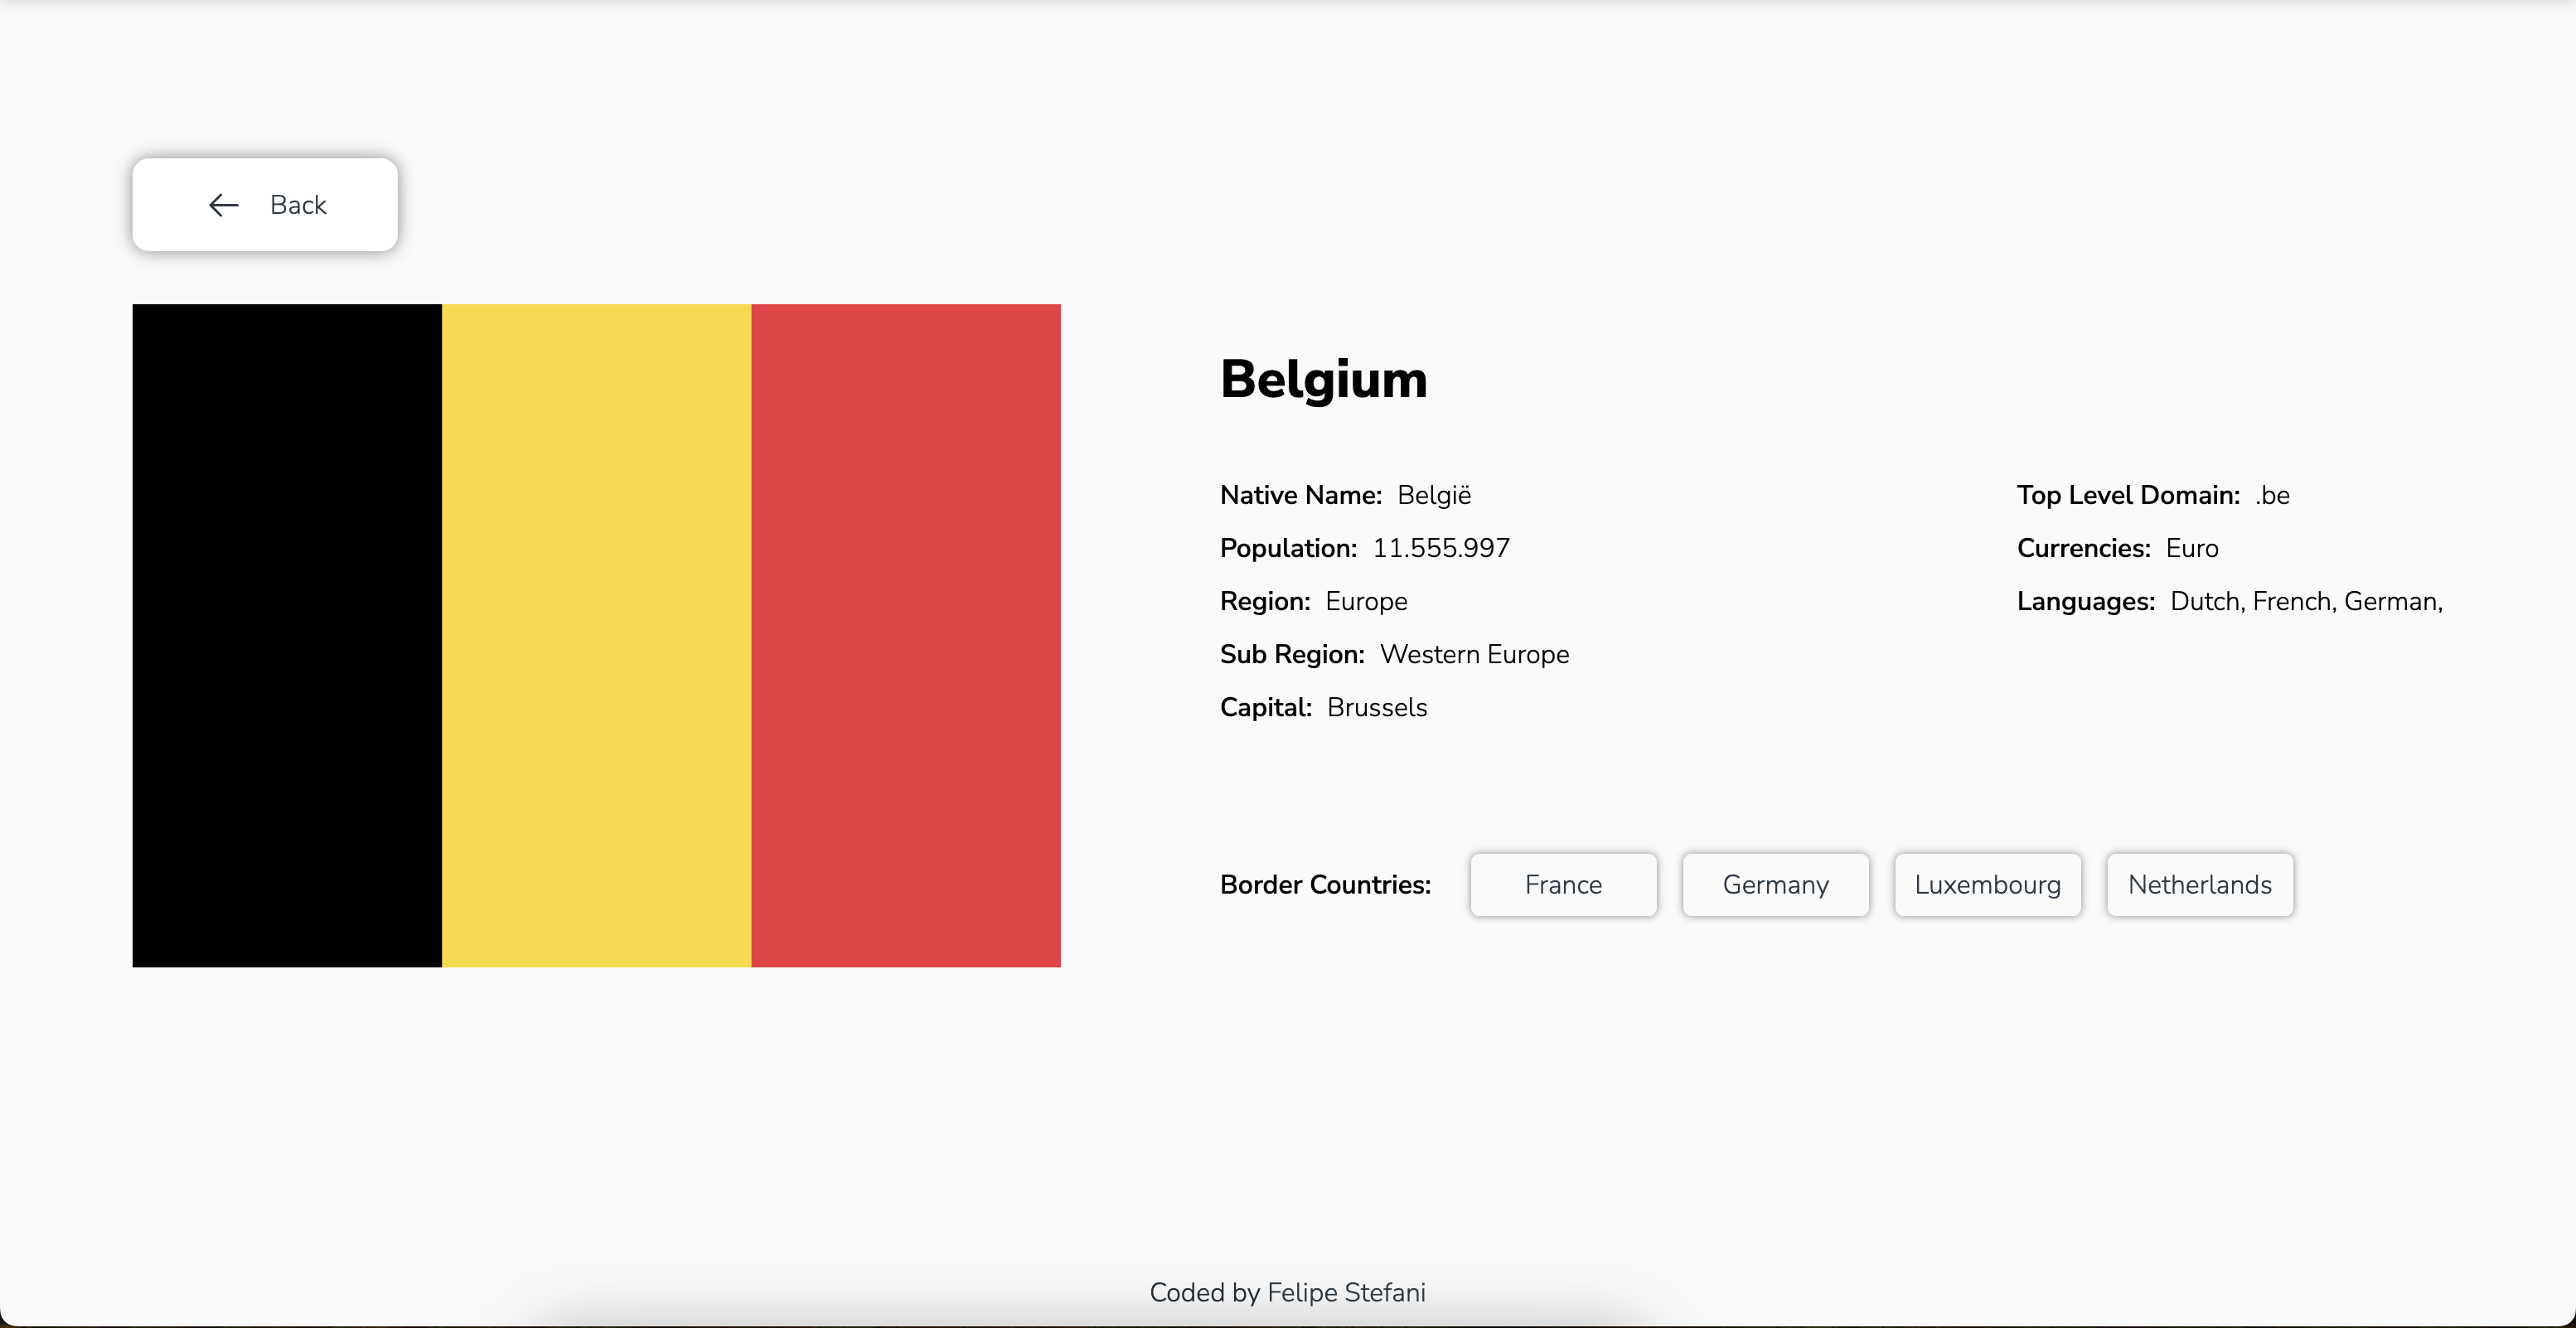 Back
Belgium
Native Name: België
Population: 11.555.997
Region: Europe
Sub Region: Western Europe
Capital: Brussels
Top Level Domain: .be
Currencies: Euro
Languages: Dutch, French, German,
Border Countries: France Germany Luxembourg Netherlands
Coded by Felipe Stefani